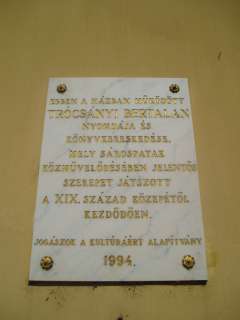 EBBEN A HÁZBAN MŰKÖDÖTT
TRÓCSÁNYI BERTALAN
NYOMDÁJA ÉS
KÖNYVKERESKEDÉSE,
MELY SÁROSPATAK
KÖZMŰVELŐDÉSÉBEN JELENTŐS
SZEREPET JÁTSZOTT
A XIX. SZÁZAD KÖZEPÉTŐL
KEZDŐDŐEN.
JOGÁSZOK A KULTÚRÁÉRT ALAPÍTVÁNY
1994.